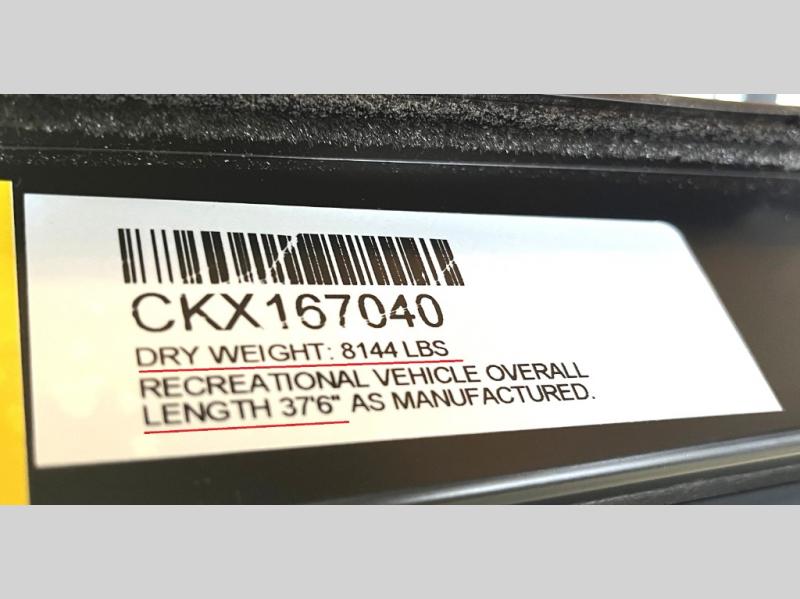 CKX167040
DRY WEIGHT: 8144 LBS
RECREATIONAL VEHICLE OVERALL
LENGTH 37'6" AS MANUFACTURED.